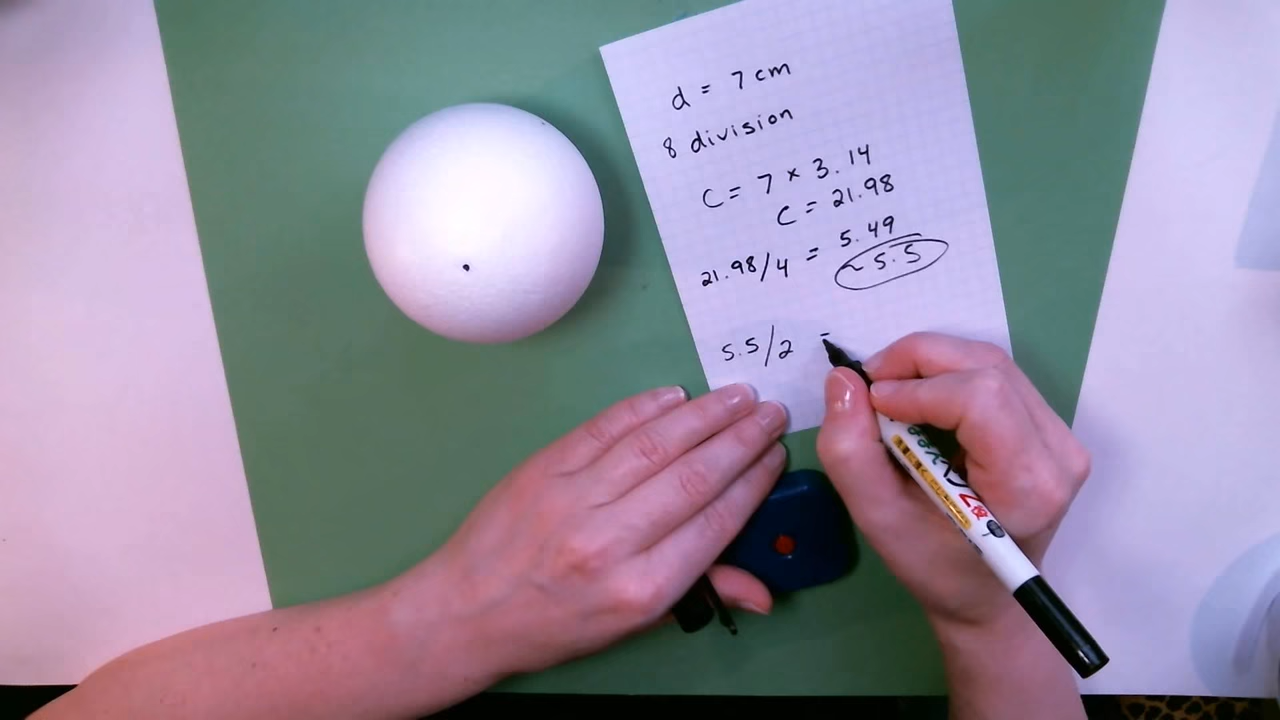 d = 7 cm
8 division
C = 7 × 3.14
C = 21.98
21.98/4 = 5.49
~5.5
5.5/2 =